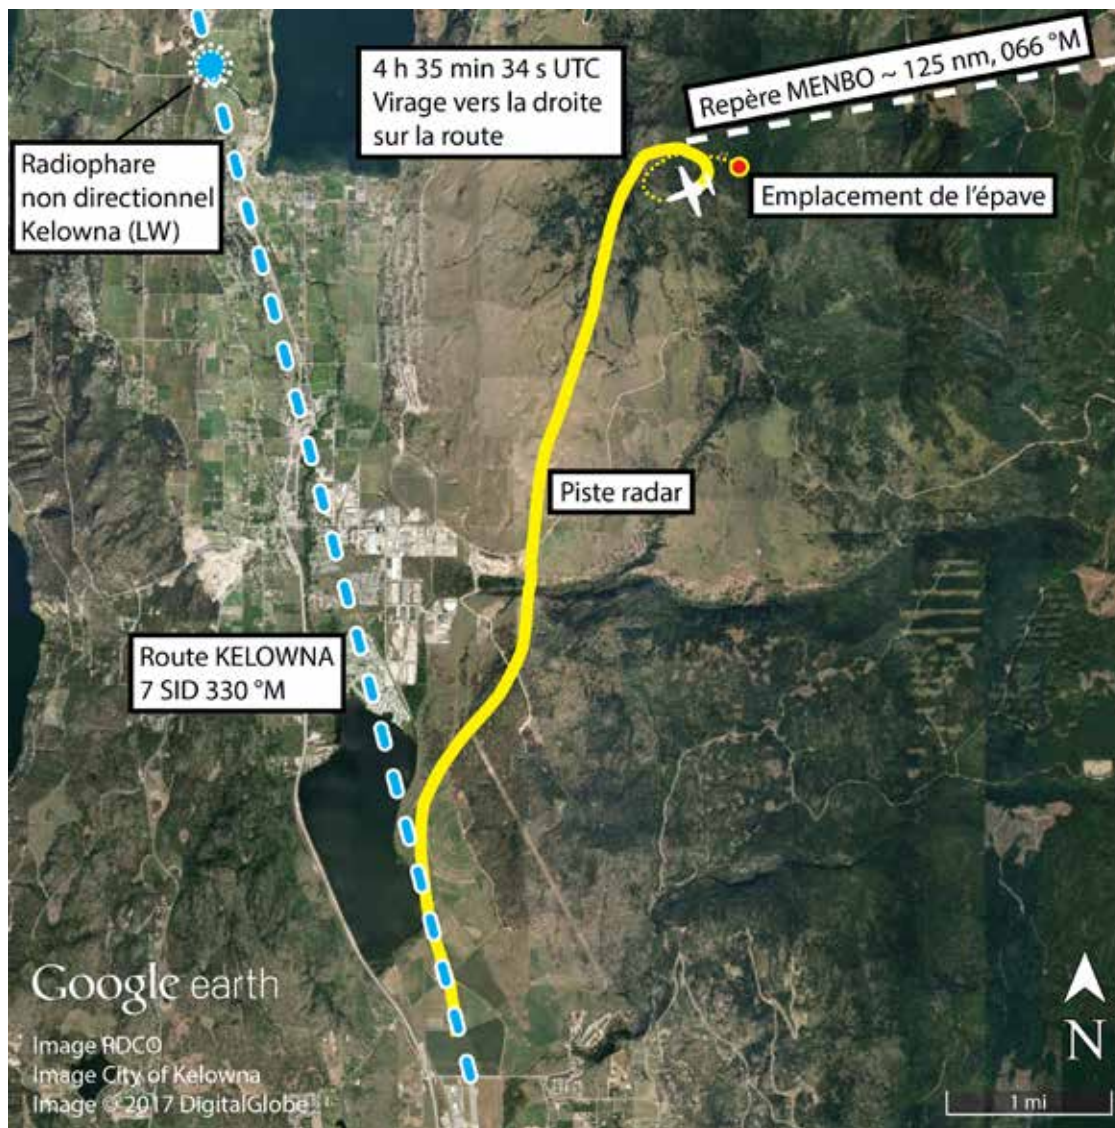 4 h 35 min 34 s UTC
Virage vers la droite
sur la route
Repère MENBO ~ 125 nm, 066 °M
Radiophare
non directionnel
Kelowna (LW)
Emplacement de l'épave
Piste radar
Route KELOWNA
7 SID 330 °M
Google earth
Image RDCO
Image City of Kelowna
Image © 2017 DigitalGlobe
N
1 mi